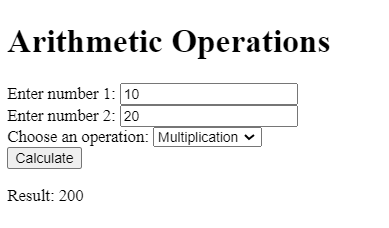 Arithmetic Operations
Enter number 1: 10
Enter number 2: 20
Choose an operation: Multiplication
Calculate
Result: 200